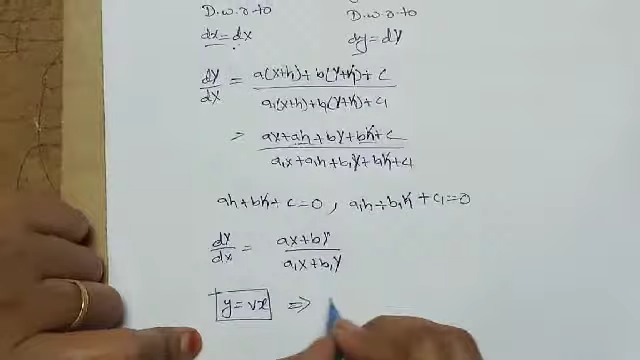 D.w.r.to D.w.r.to
dx = dX dy = dY
dY/dX = a(X+h)+b(Y+k)+c / a₁(X+h)+b₁(Y+k)+c₁
= aX+ah+bY+bk+c / a₁X+a₁h+b₁Y+b₁k+c₁
ah+bk+c=0, a₁h+b₁k+c₁=0
dY/dX = aX+bY / a₁X+b₁Y
y=vx ⇒